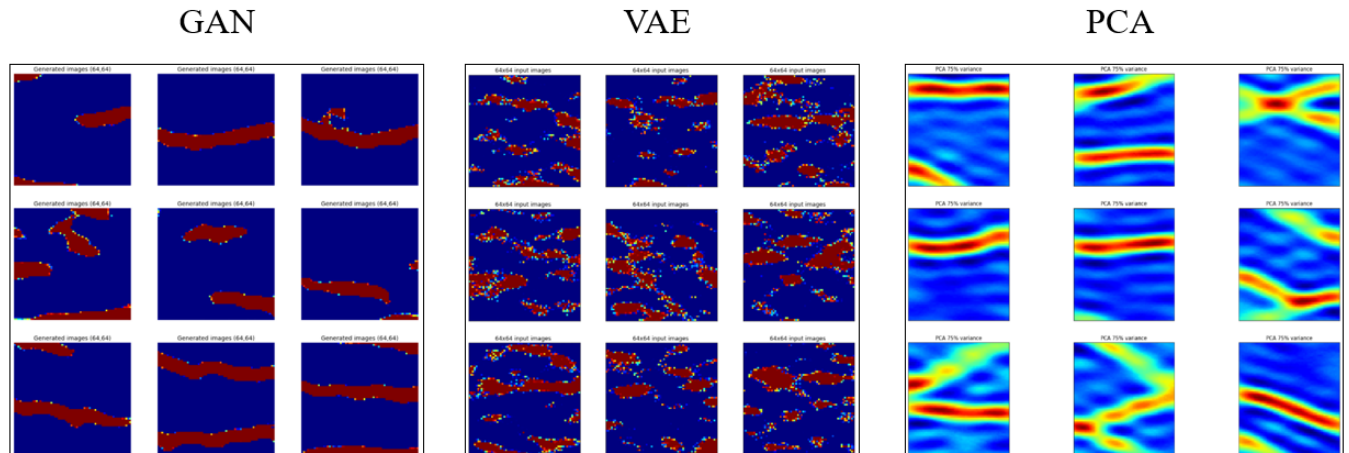 GAN VAE PCA
Generated images (64,64) Generated images (64,64) Generated images (64,64) 64x64 input images 64x64 input images 64x64 input images PCA 75% variance PCA 75% variance PCA 75% variance
Generated images (64,64) Generated images (64,64) Generated images (64,64) 64x64 input images 64x64 input images 64x64 input images PCA 75% variance PCA 75% variance PCA 75% variance
Generated images (64,64) Generated images (64,64) Generated images (64,64) 64x64 input images 64x64 input images 64x64 input images PCA 75% variance PCA 75% variance PCA 75% variance